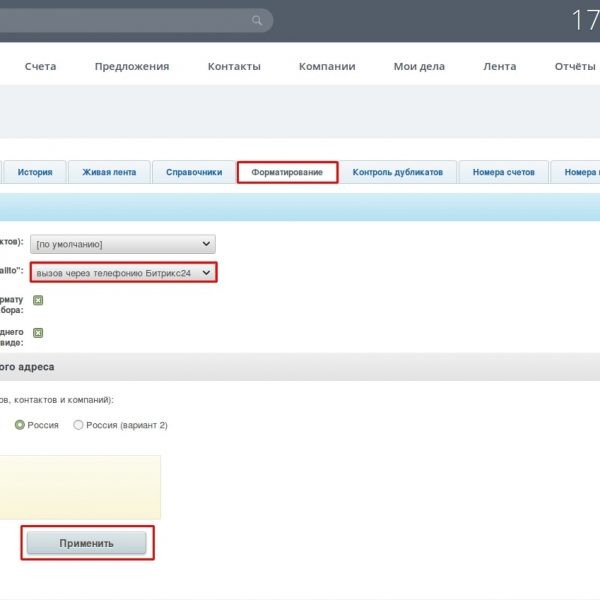 17
Счета Предложения Контакты Компании Мои дела Лента Отчёты
История Живая лента Справочники Форматирование Контроль дубликатов Номера счетов Номера
ктов): [по умолчанию]
allto": вызов через телефонию Битрикс24
рмату
бора:
днего
виде:
ого адреса
ов, контактов и компаний):
Россия Россия (вариант 2)
Применить